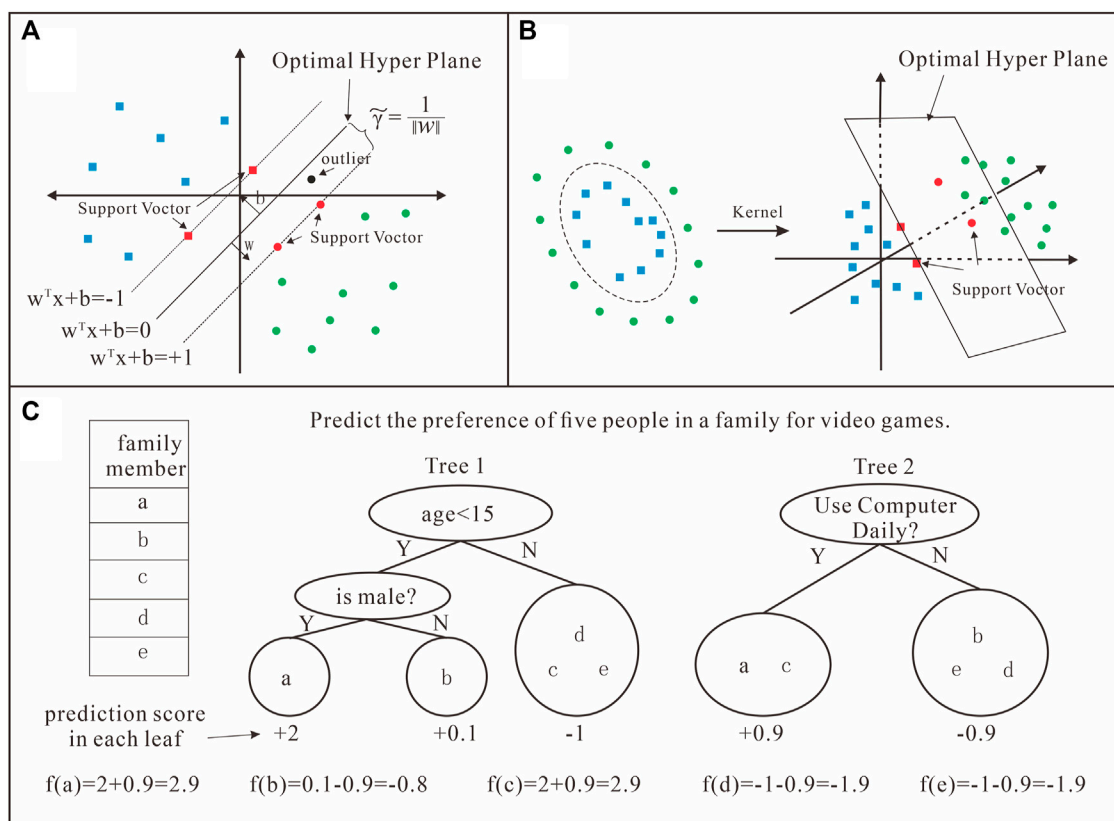 A
Optimal Hyper Plane
γ̃ = 1/‖w‖
outlier
b
Support Voctor
Support Voctor
w
wᵀx+b=-1
wᵀx+b=0
wᵀx+b=+1
B
Optimal Hyper Plane
Kernel
Support Voctor
C
Predict the preference of five people in a family for video games.
family
member
a
b
c
d
e
Tree 1
age<15
Y
N
is male?
Y
N
a
b
d
c e
prediction score
in each leaf
+2
+0.1
-1
Tree 2
Use Computer
Daily?
Y
N
a c
b
e d
+0.9
-0.9
f(a)=2+0.9=2.9
f(b)=0.1-0.9=-0.8
f(c)=2+0.9=2.9
f(d)=-1-0.9=-1.9
f(e)=-1-0.9=-1.9